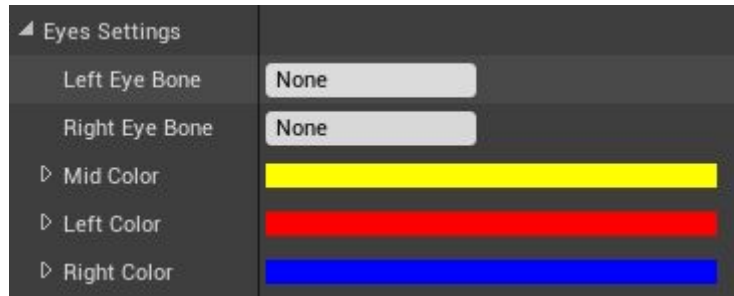 Eyes Settings
Left Eye Bone None
Right Eye Bone None
Mid Color
Left Color
Right Color